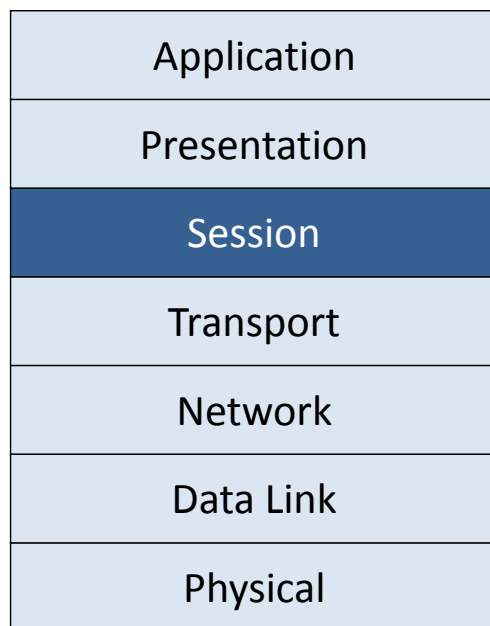 Application
Presentation
Session
Transport
Network
Data Link
Physical